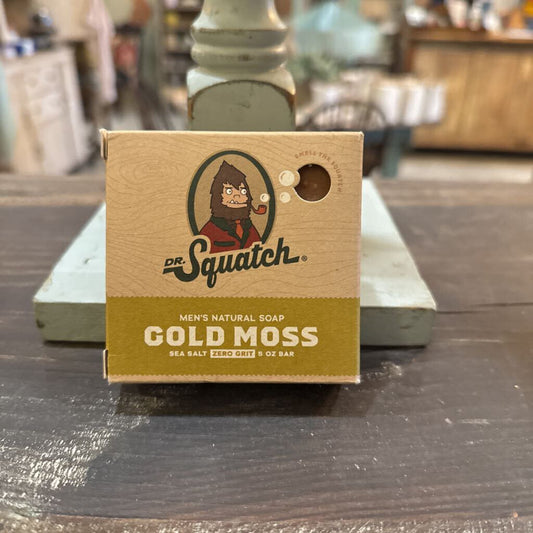 SMELL THE SQUATCH
DR. Squatch®
MEN'S NATURAL SOAP
GOLD MOSS
SEA SALT ZERO GRIT 5 OZ BAR